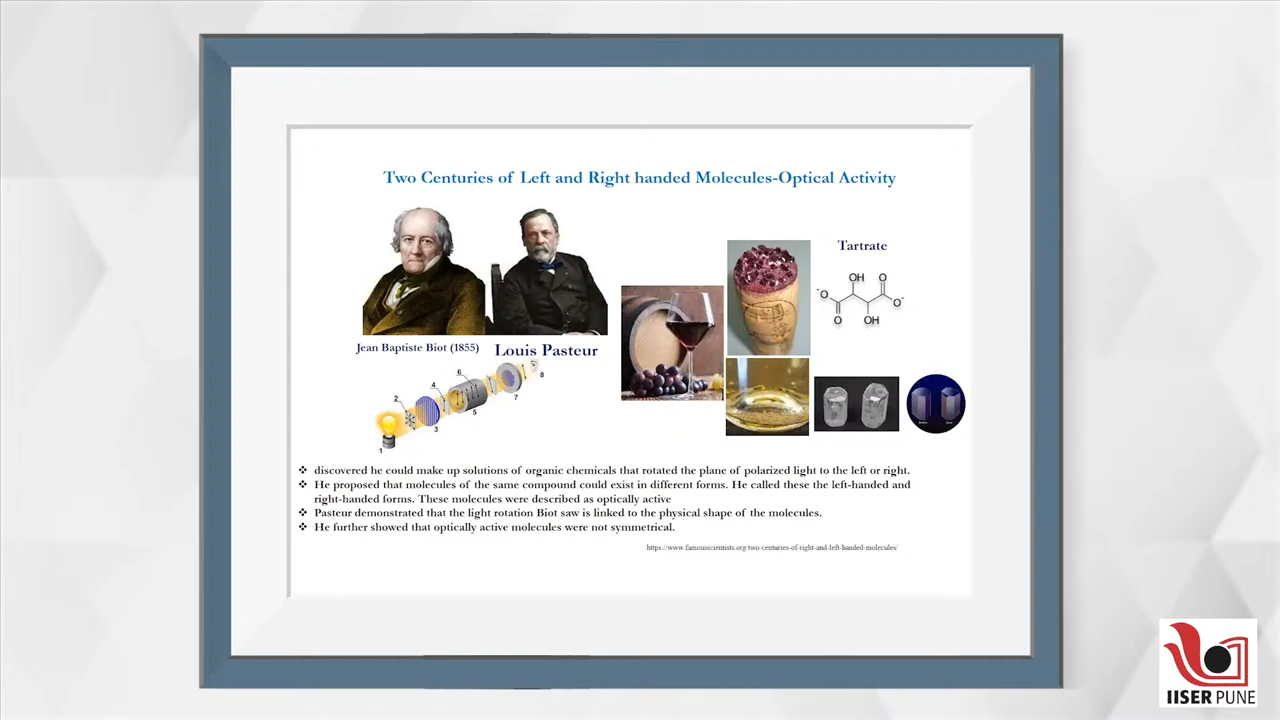 Two Centuries of Left and Right handed Molecules-Optical Activity
Jean Baptiste Biot (1855)
Louis Pasteur
Tartrate
OH
O
-O
O-
O
OH
1
2
3
4
5
6
7
8
❖ discovered he could make up solutions of organic chemicals that rotated the plane of polarized light to the left or right.
❖ He proposed that molecules of the same compound could exist in different forms. He called these the left-handed and
right-handed forms. These molecules were described as optically active
❖ Pasteur demonstrated that the light rotation Biot saw is linked to the physical shape of the molecules.
❖ He further showed that optically active molecules were not symmetrical.
https://www.famousscientists.org/two-centuries-of-right-and-left-handed-molecules/
IISER PUNE